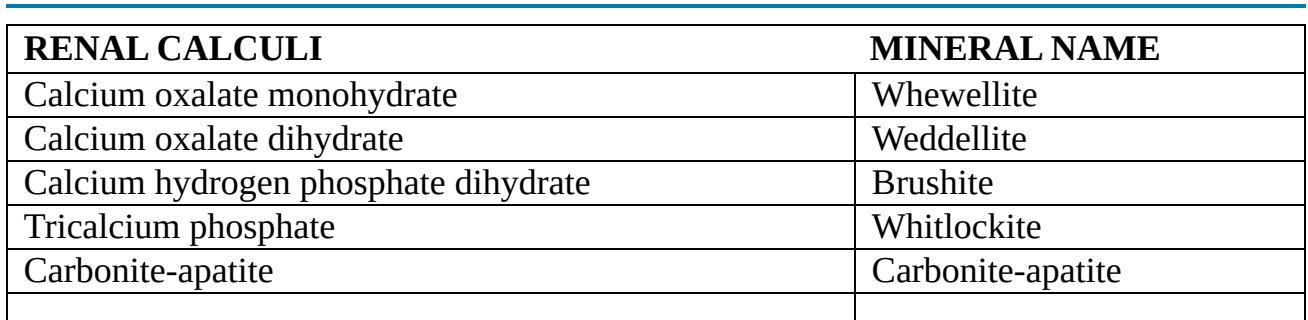 RENAL CALCULI MINERAL NAME
Calcium oxalate monohydrate Whewellite
Calcium oxalate dihydrate Weddellite
Calcium hydrogen phosphate dihydrate Brushite
Tricalcium phosphate Whitlockite
Carbonite-apatite Carbonite-apatite